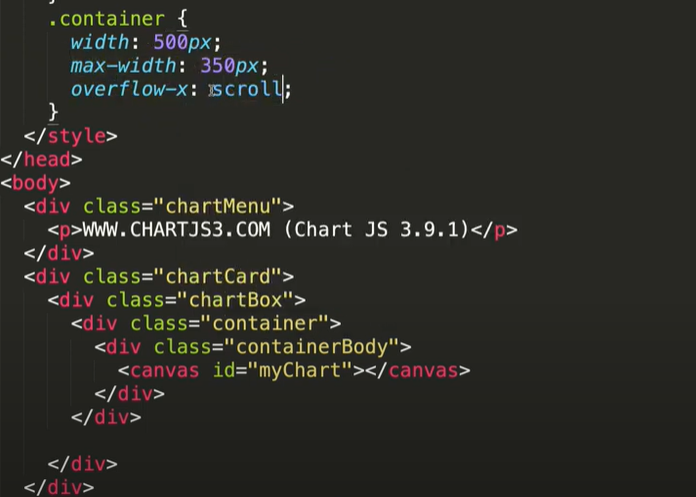 }
.container {
width: 500px;
max-width: 350px;
overflow-x: scroll;
}
</style>
</head>
<body>
<div class="chartMenu">
<p>WWW.CHARTJS3.COM (Chart JS 3.9.1)</p>
</div>
<div class="chartCard">
<div class="chartBox">
<div class="container">
<div class="containerBody">
<canvas id="myChart"></canvas>
</div>
</div>
</div>
</div>